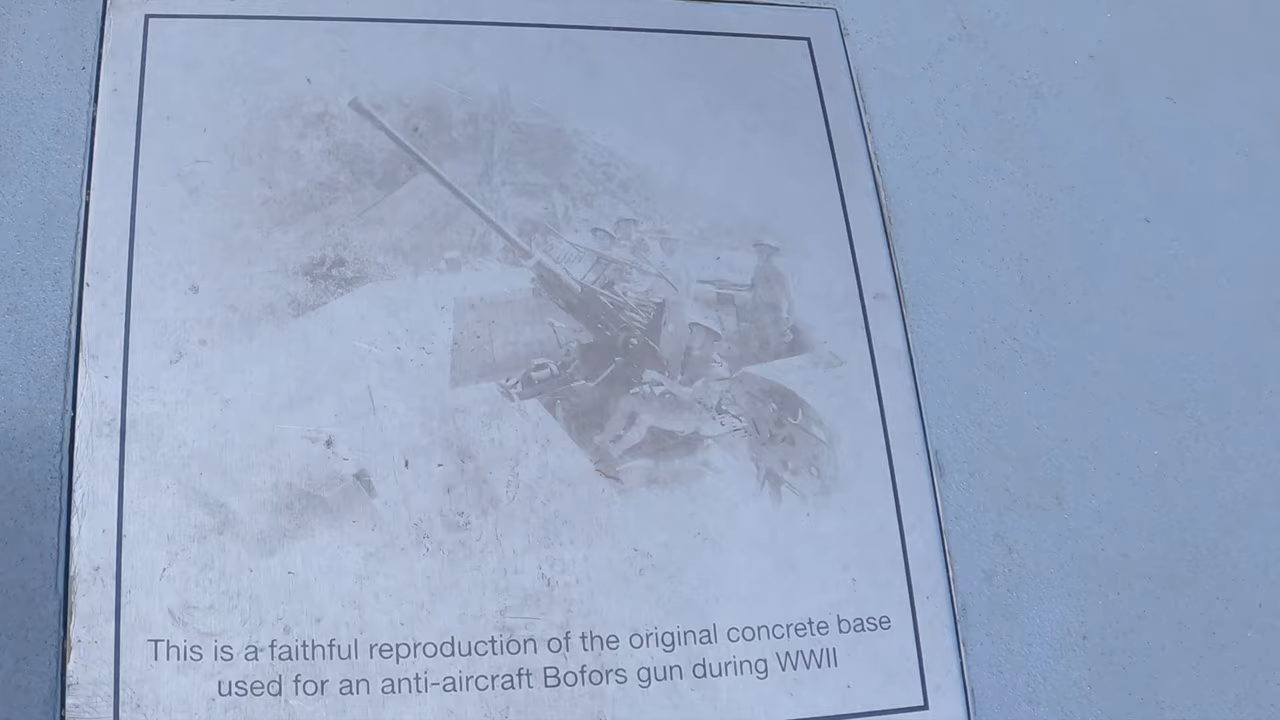 This is a faithful reproduction of the original concrete base
used for an anti-aircraft Bofors gun during WWII